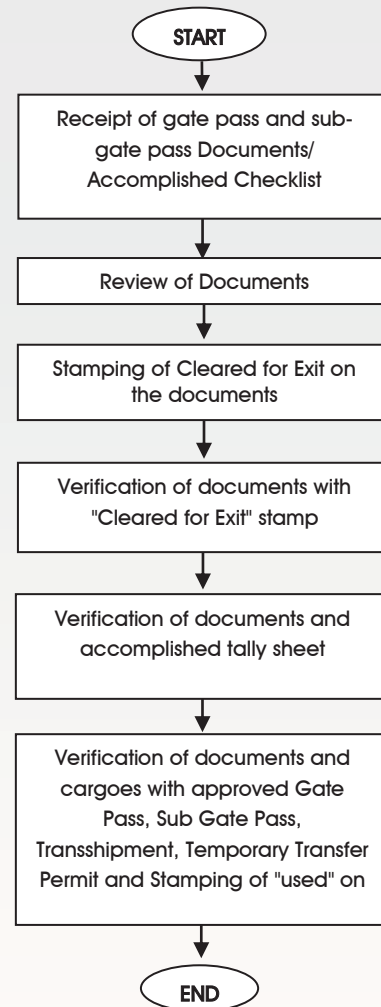 START
Receipt of gate pass and sub-
gate pass Documents/
Accomplished Checklist
Review of Documents
Stamping of Cleared for Exit on
the documents
Verification of documents with
"Cleared for Exit" stamp
Verification of documents and
accomplished tally sheet
Verification of documents and
cargoes with approved Gate
Pass, Sub Gate Pass,
Transshipment, Temporary Transfer
Permit and Stamping of "used" on
END